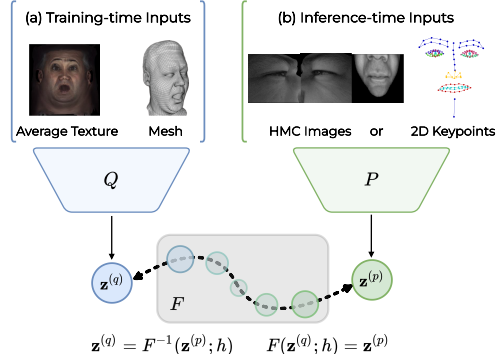 (a) Training-time Inputs
(b) Inference-time Inputs
Average Texture
Mesh
HMC Images or 2D Keypoints
Q
P
z^(q)
z^(p)
F
z^(q) = F^−1(z^(p); h)
F(z^(q); h) = z^(p)